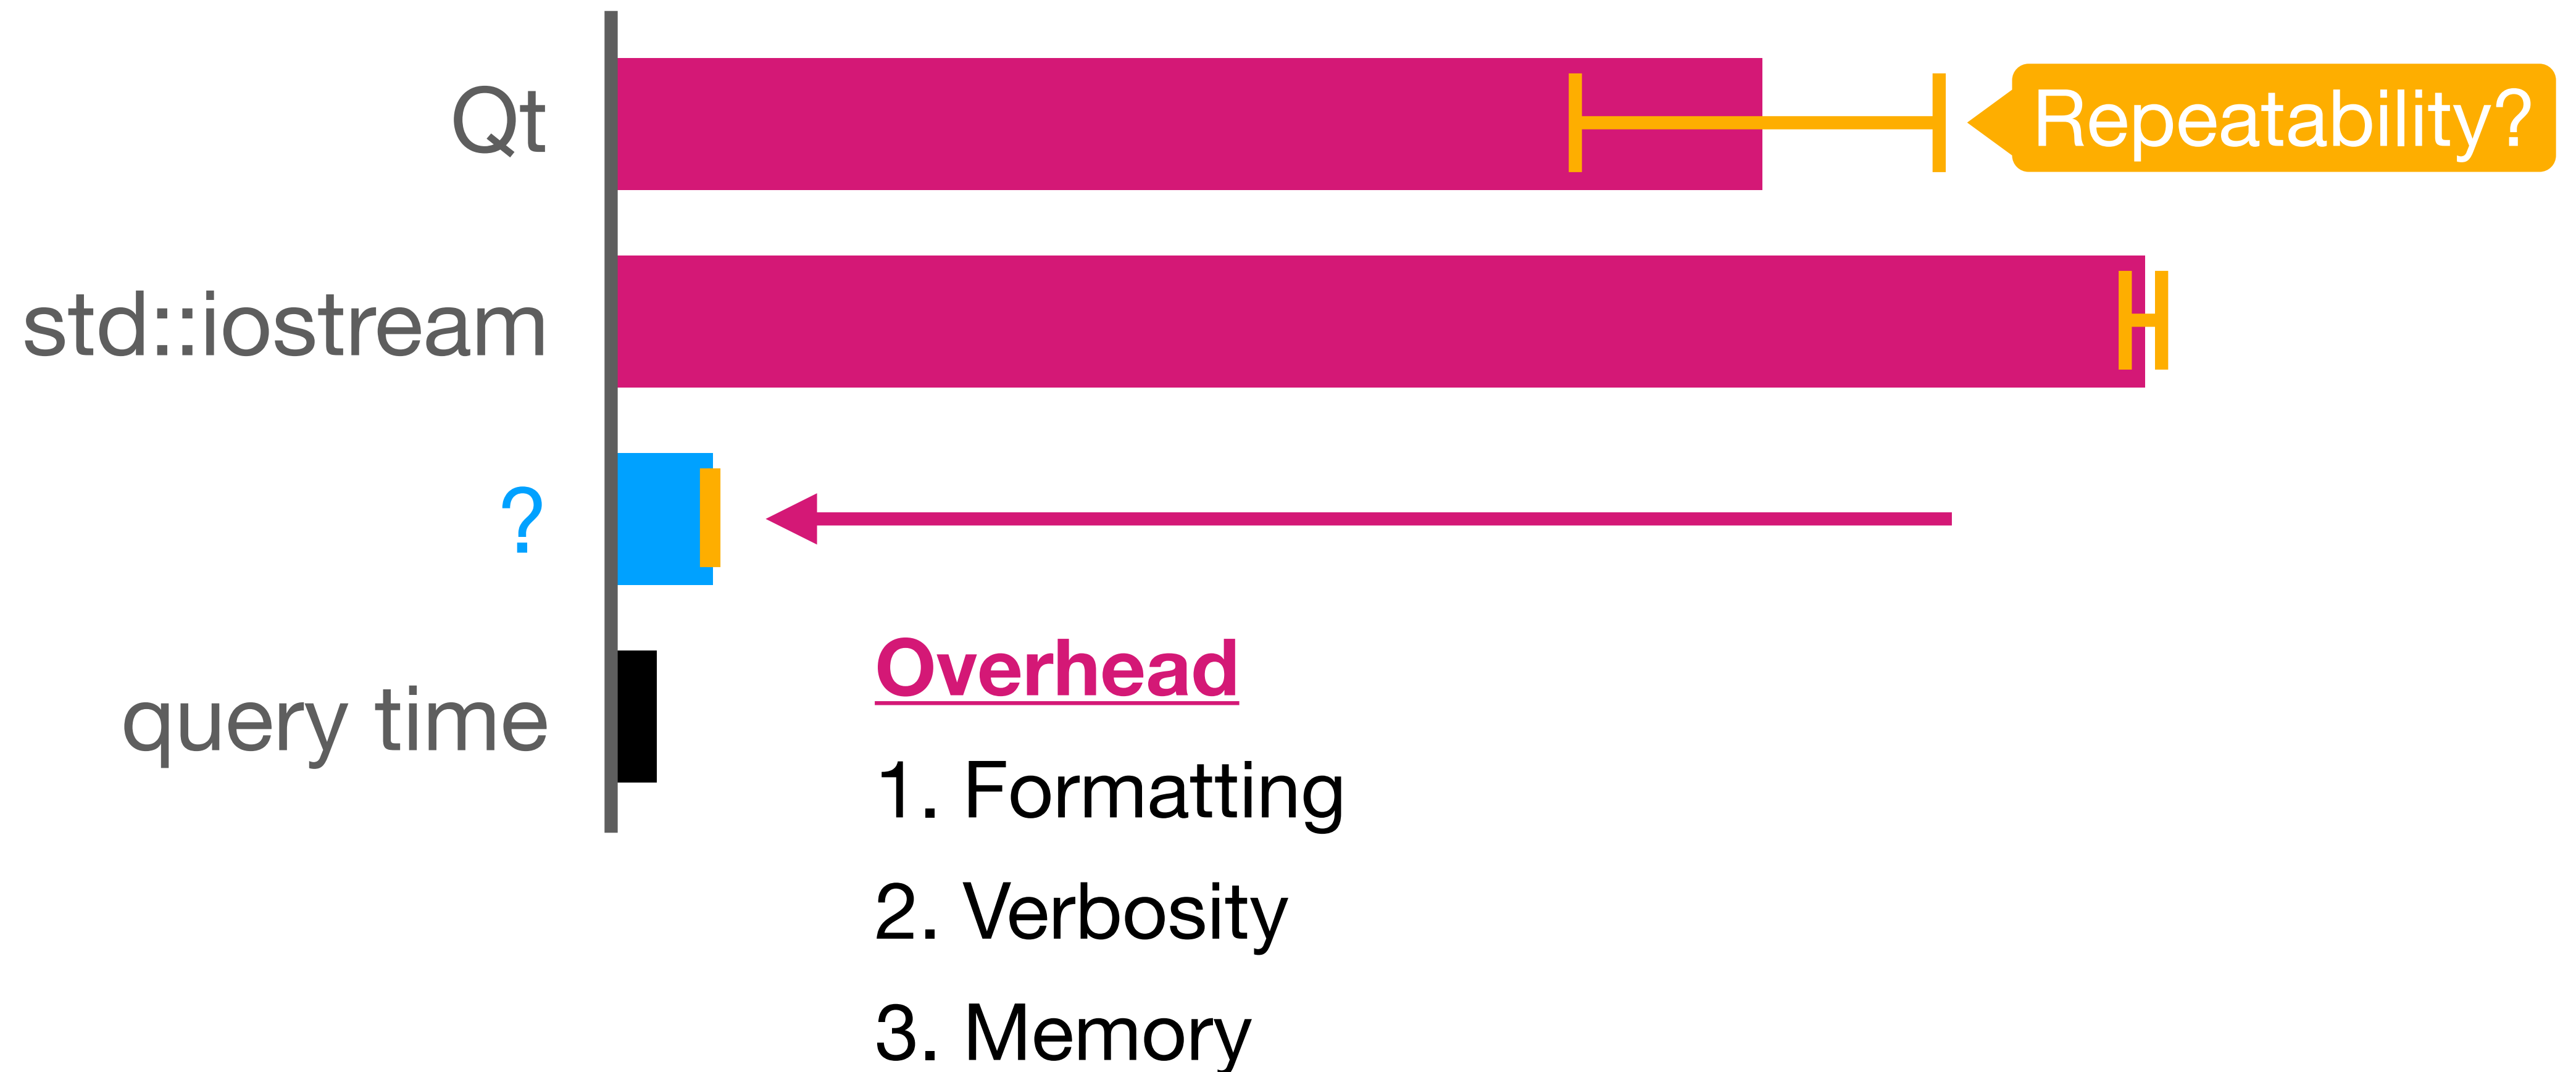 Qt
Repeatability?
std::iostream
?
query time
Overhead
1. Formatting
2. Verbosity
3. Memory